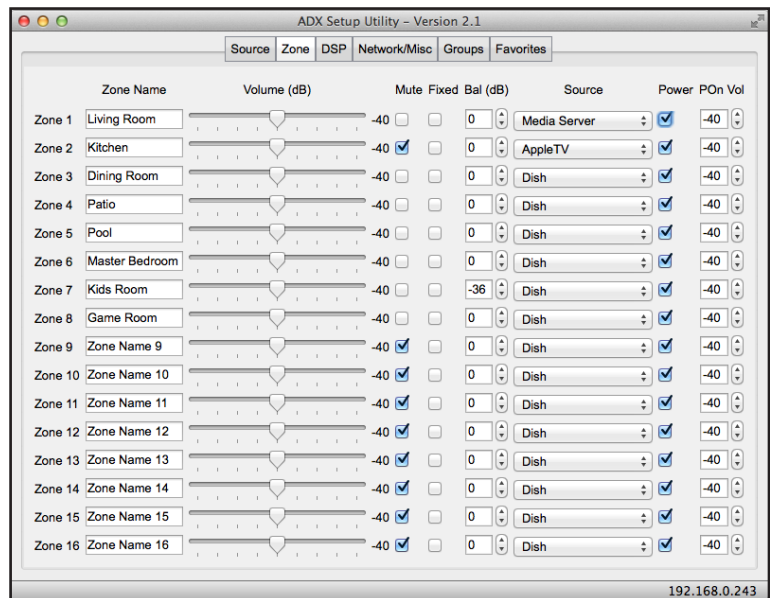 ADX Setup Utility – Version 2.1
Source Zone DSP Network/Misc Groups Favorites
Zone Name Volume (dB) Mute Fixed Bal (dB) Source Power POn Vol
Zone 1 Living Room -40 0 Media Server -40
Zone 2 Kitchen -40 0 AppleTV -40
Zone 3 Dining Room -40 0 Dish -40
Zone 4 Patio -40 0 Dish -40
Zone 5 Pool -40 0 Dish -40
Zone 6 Master Bedroom -40 0 Dish -40
Zone 7 Kids Room -40 -36 Dish -40
Zone 8 Game Room -40 0 Dish -40
Zone 9 Zone Name 9 -40 0 Dish -40
Zone 10 Zone Name 10 -40 0 Dish -40
Zone 11 Zone Name 11 -40 0 Dish -40
Zone 12 Zone Name 12 -40 0 Dish -40
Zone 13 Zone Name 13 -40 0 Dish -40
Zone 14 Zone Name 14 -40 0 Dish -40
Zone 15 Zone Name 15 -40 0 Dish -40
Zone 16 Zone Name 16 -40 0 Dish -40
192.168.0.243